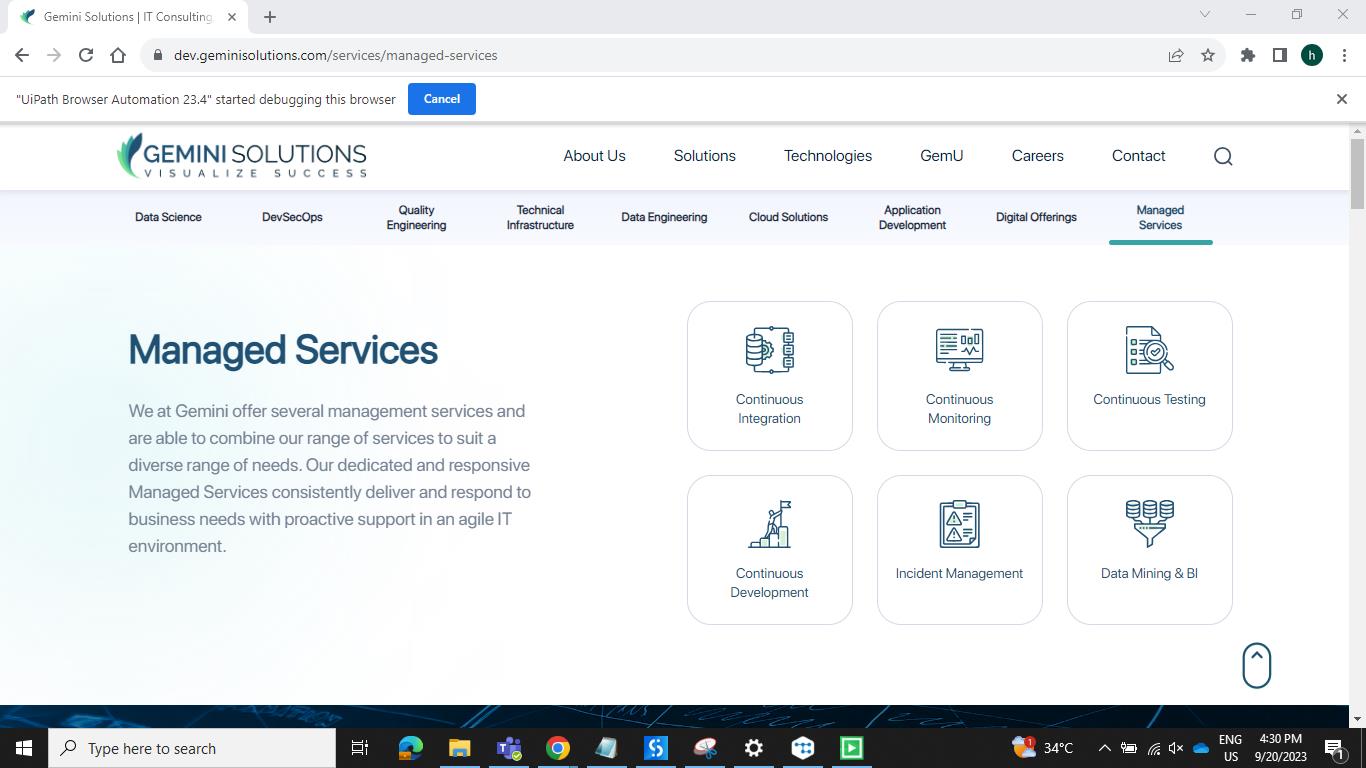 Gemini Solutions | IT Consulting
dev.geminisolutions.com/services/managed-services
h
"UiPath Browser Automation 23.4" started debugging this browser
Cancel
GEMINI SOLUTIONS
VISUALIZE SUCCESS
About Us
Solutions
Technologies
GemU
Careers
Contact
Data Science
DevSecOps
Quality
Engineering
Technical
Infrastructure
Data Engineering
Cloud Solutions
Application
Development
Digital Offerings
Managed
Services
Managed Services
We at Gemini offer several management services and
are able to combine our range of services to suit a
diverse range of needs. Our dedicated and responsive
Managed Services consistently deliver and respond to
business needs with proactive support in an agile IT
environment.
Continuous
Integration
Continuous
Monitoring
Continuous Testing
Continuous
Development
Incident Management
Data Mining & BI
Type here to search
1
34°C
ENG
US
4:30 PM
9/20/2023
1